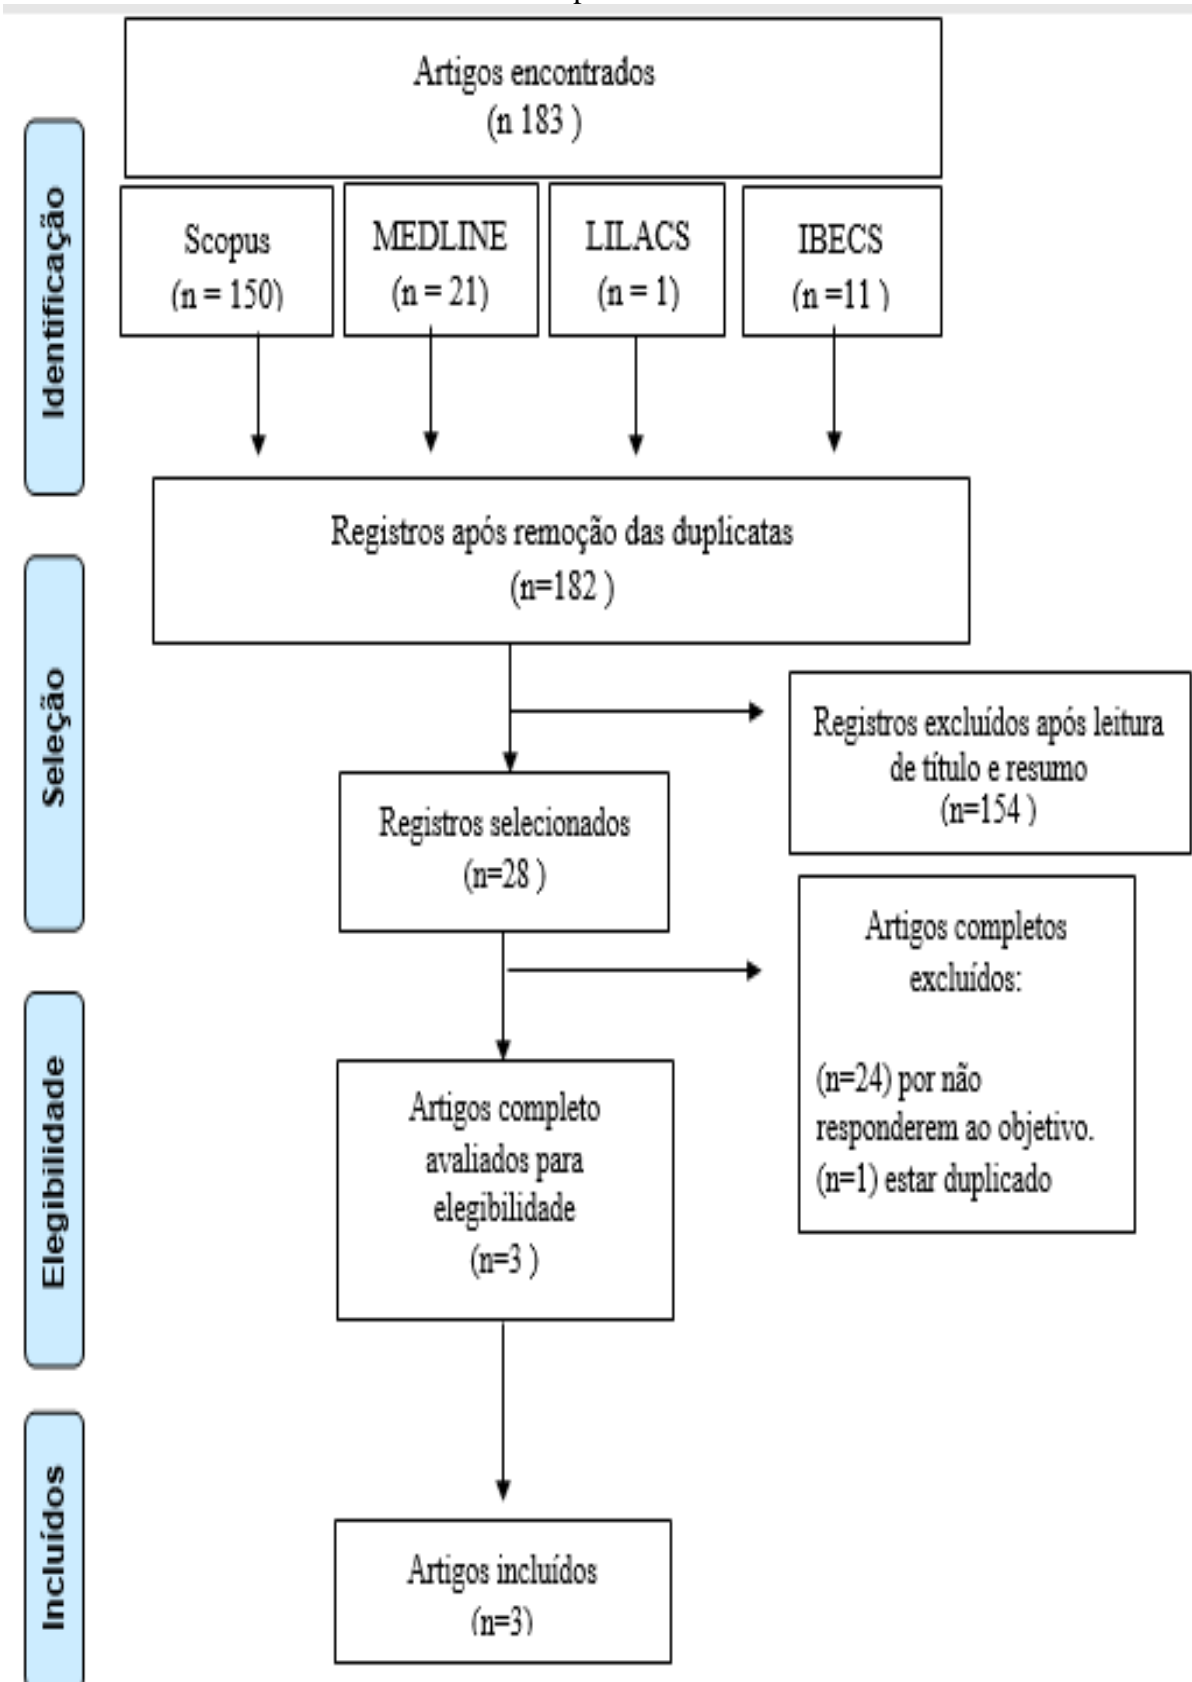 Artigos encontrados
(n 183 )
Identificação
Scopus
(n = 150)
MEDLINE
(n = 21)
LILACS
(n = 1)
IBECS
(n =11 )
Registros após remoção das duplicatas
(n=182 )
Seleção
Registros excluídos após leitura
de título e resumo
(n=154 )
Registros selecionados
(n=28 )
Artigos completos
excluídos:
(n=24) por não
responderem ao objetivo.
(n=1) estar duplicado
Elegibilidade
Artigos completo
avaliados para
elegibilidade
(n=3 )
Incluídos
Artigos incluídos
(n=3)